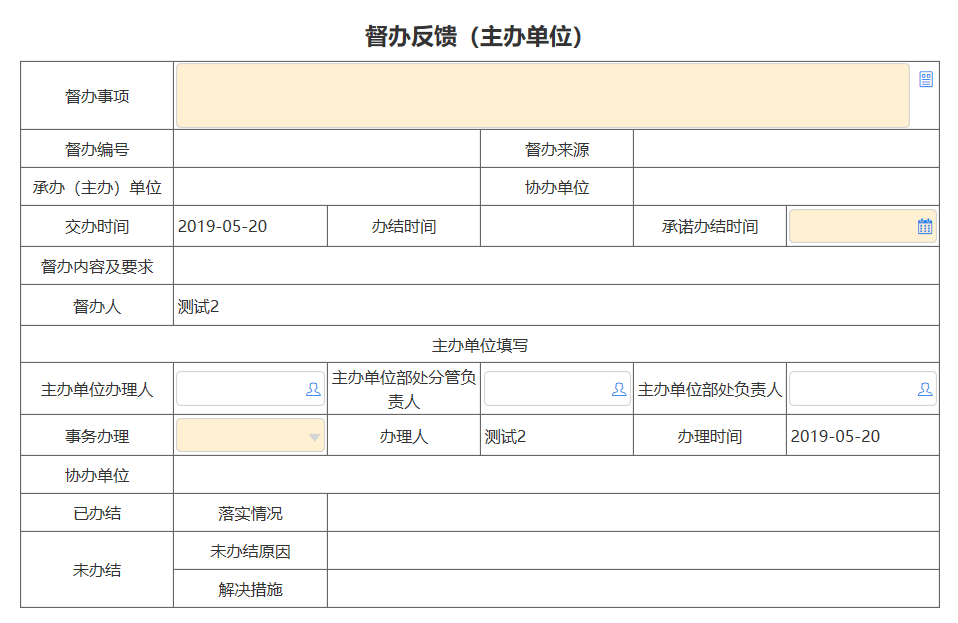 督办反馈（主办单位）
督办事项
督办编号 督办来源
承办（主办）单位 协办单位
交办时间 2019-05-20 办结时间 承诺办结时间
督办内容及要求
督办人 测试2
主办单位填写
主办单位办理人 主办单位部处分管负 主办单位部处负责人
责人
事务办理 办理人 测试2 办理时间 2019-05-20
协办单位
已办结 落实情况
未办结 未办结原因
解决措施